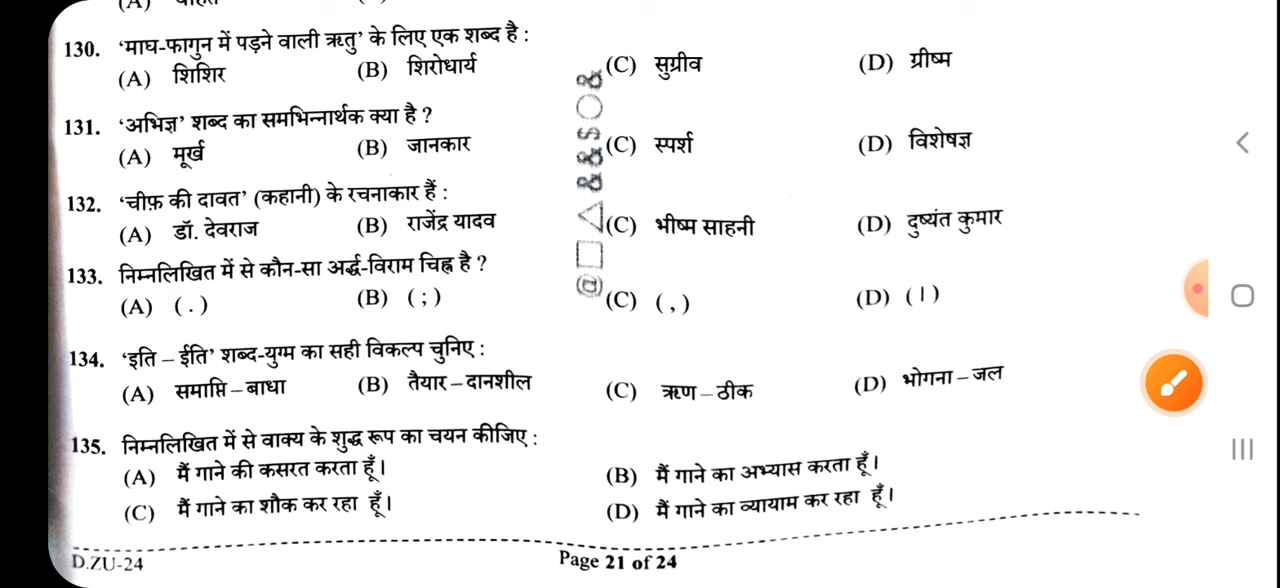 130. ‘माघ-फागुन में पड़ने वाली ऋतु’ के लिए एक शब्द है :
(A) शिशिर (B) शिरोधार्य (C) सुग्रीव (D) ग्रीष्म
131. ‘अभिज्ञ’ शब्द का समभिन्नार्थक क्या है ?
(A) मूर्ख (B) जानकार (C) स्पर्श (D) विशेषज्ञ
132. ‘चीफ़ की दावत’ (कहानी) के रचनाकार हैं :
(A) डॉ. देवराज (B) राजेंद्र यादव (C) भीष्म साहनी (D) दुष्यंत कुमार
133. निम्नलिखित में से कौन-सा अर्द्ध-विराम चिह्न है ?
(A) ( . ) (B) ( ; ) (C) ( , ) (D) ( । )
134. ‘इति – ईति’ शब्द-युग्म का सही विकल्प चुनिए :
(A) समाप्ति – बाधा (B) तैयार – दानशील (C) ऋण – ठीक (D) भोगना – जल
135. निम्नलिखित में से वाक्य के शुद्ध रूप का चयन कीजिए :
(A) मैं गाने की कसरत करता हूँ। (B) मैं गाने का अभ्यास करता हूँ।
(C) मैं गाने का शौक कर रहा हूँ। (D) मैं गाने का व्यायाम कर रहा हूँ।
@□△&&$○&
D.ZU-24 Page 21 of 24